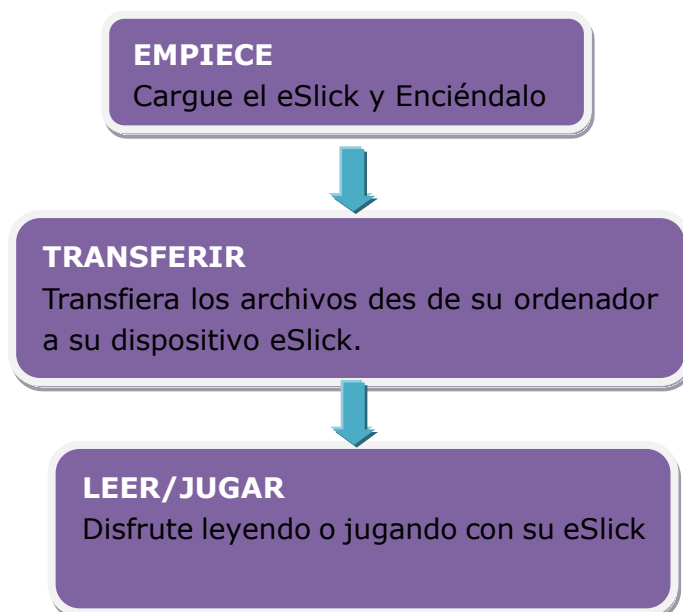 EMPIECE
Cargue el eSlick y Enciéndalo
TRANSFERIR
Transfiera los archivos des de su ordenador
a su dispositivo eSlick.
LEER/JUGAR
Disfrute leyendo o jugando con su eSlick